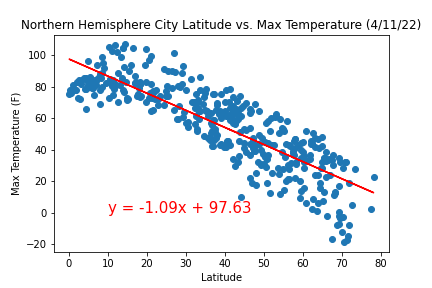 Northern Hemisphere City Latitude vs. Max Temperature (4/11/22)
Max Temperature (F)
100
80
60
40
20
0
−20
y = -1.09x + 97.63
0 10 20 30 40 50 60 70 80
Latitude